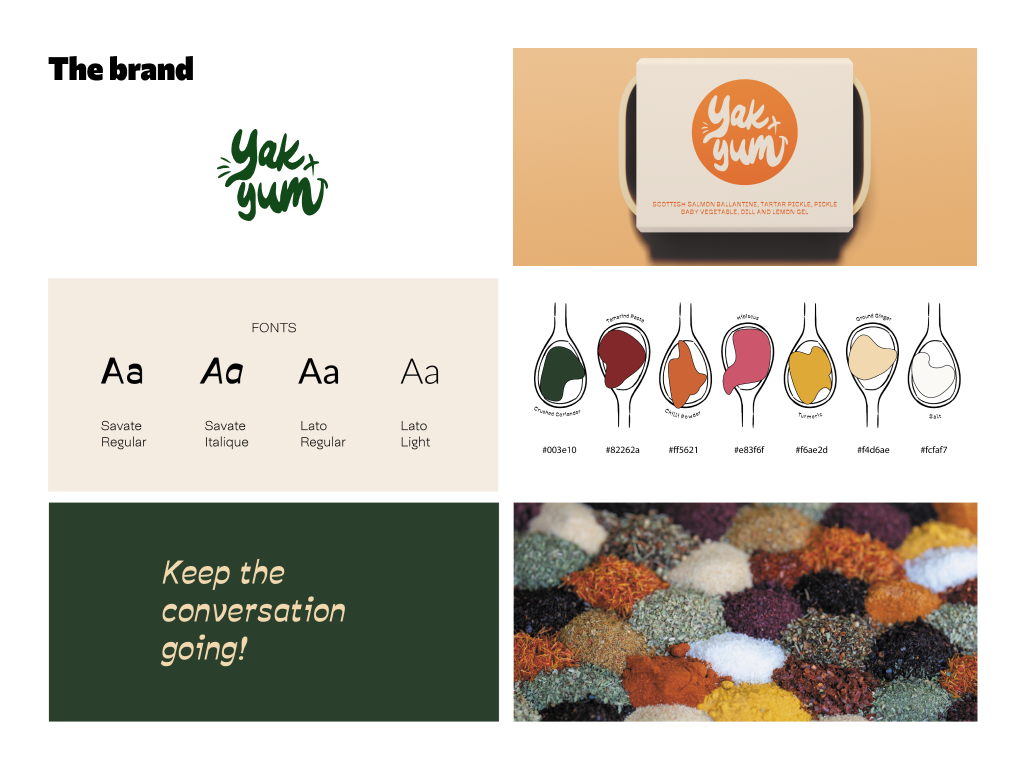 The brand
yak
yum
yak
yum
SCOTTISH SALMON BALLANTINE, TARTAR PICKLE, PICKLE
BABY VEGETABLE, DILL AND LEMON GEL
FONTS
Aa Aa Aa Aa
Savate Regular
Savate Italique
Lato Regular
Lato Light
Crushed Coriander
Tamarind Paste
Chilli Powder
Hibiscus
Turmeric
Ground Ginger
Salt
#003e10 #82262a #ff5621 #e83f6f #f6ae2d #f4d6ae #fcfaf7
Keep the
conversation
going!